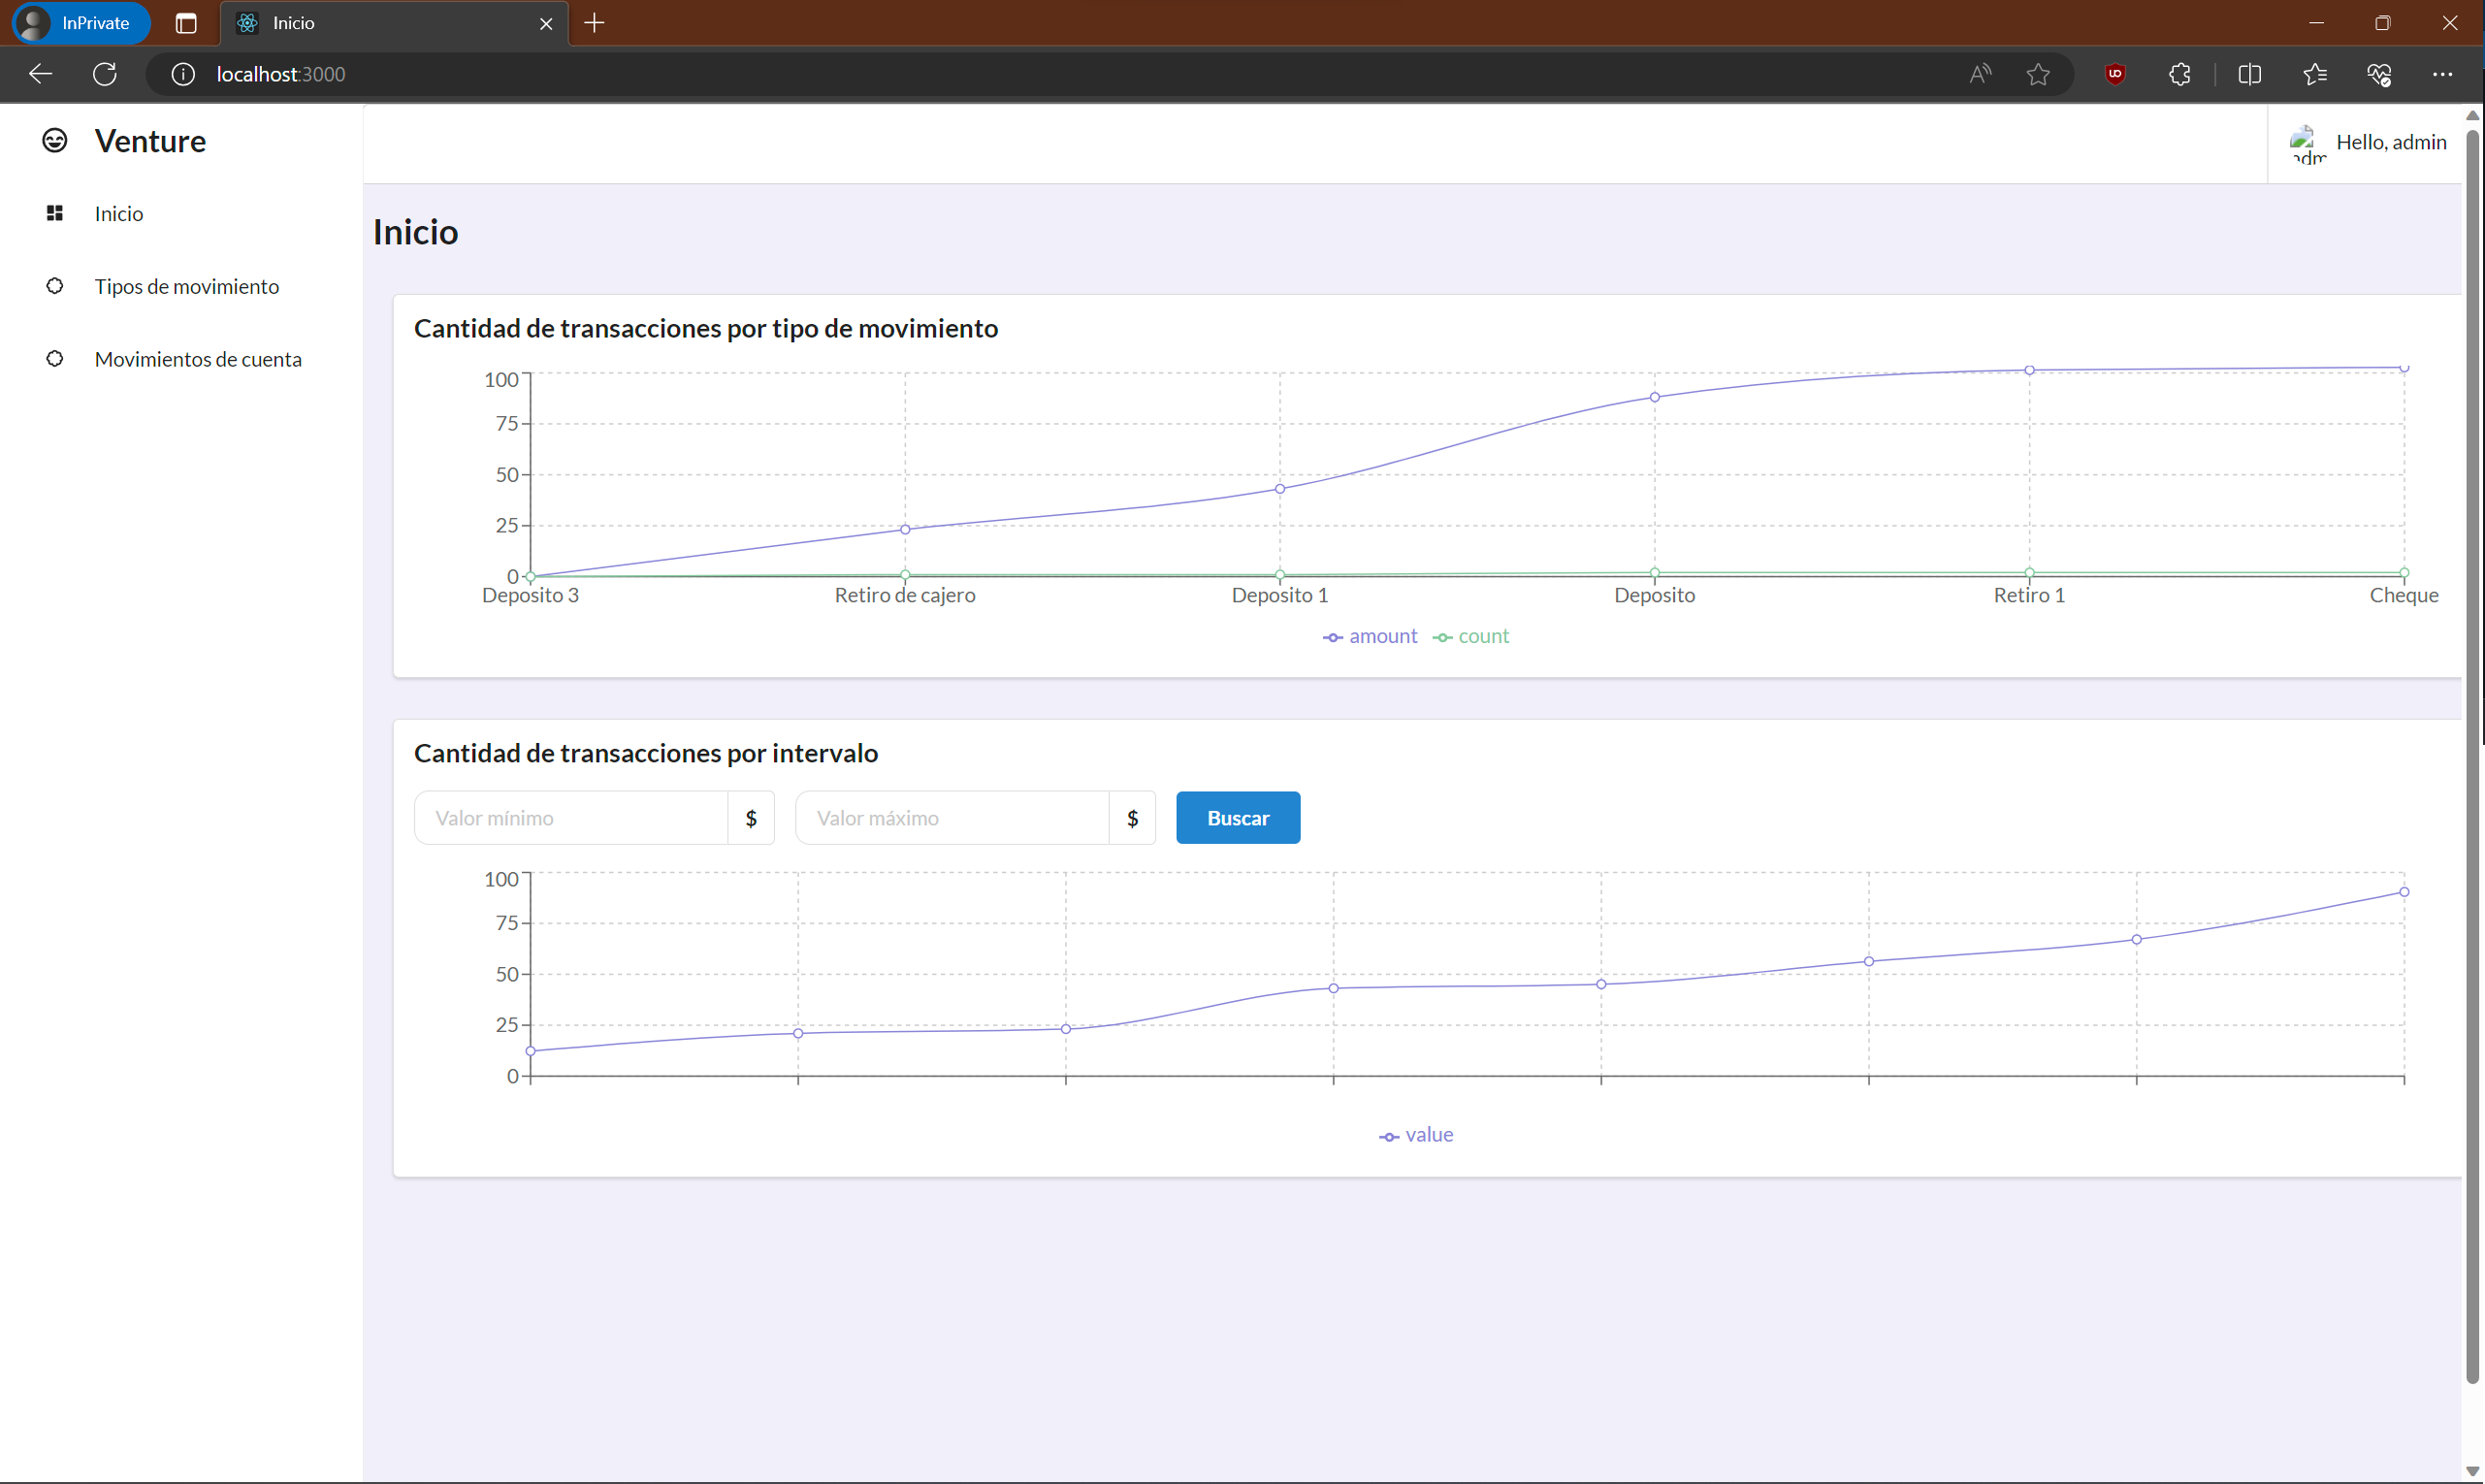 InPrivate
Inicio
localhost:3000
Venture
Hello, admin
Inicio
Tipos de movimiento
Movimientos de cuenta
Inicio
Cantidad de transacciones por tipo de movimiento
100
75
50
25
0
Deposito 3 Retiro de cajero Deposito 1 Deposito Retiro 1 Cheque
amount count
Cantidad de transacciones por intervalo
Valor mínimo $ Valor máximo $ Buscar
100
75
50
25
0
value